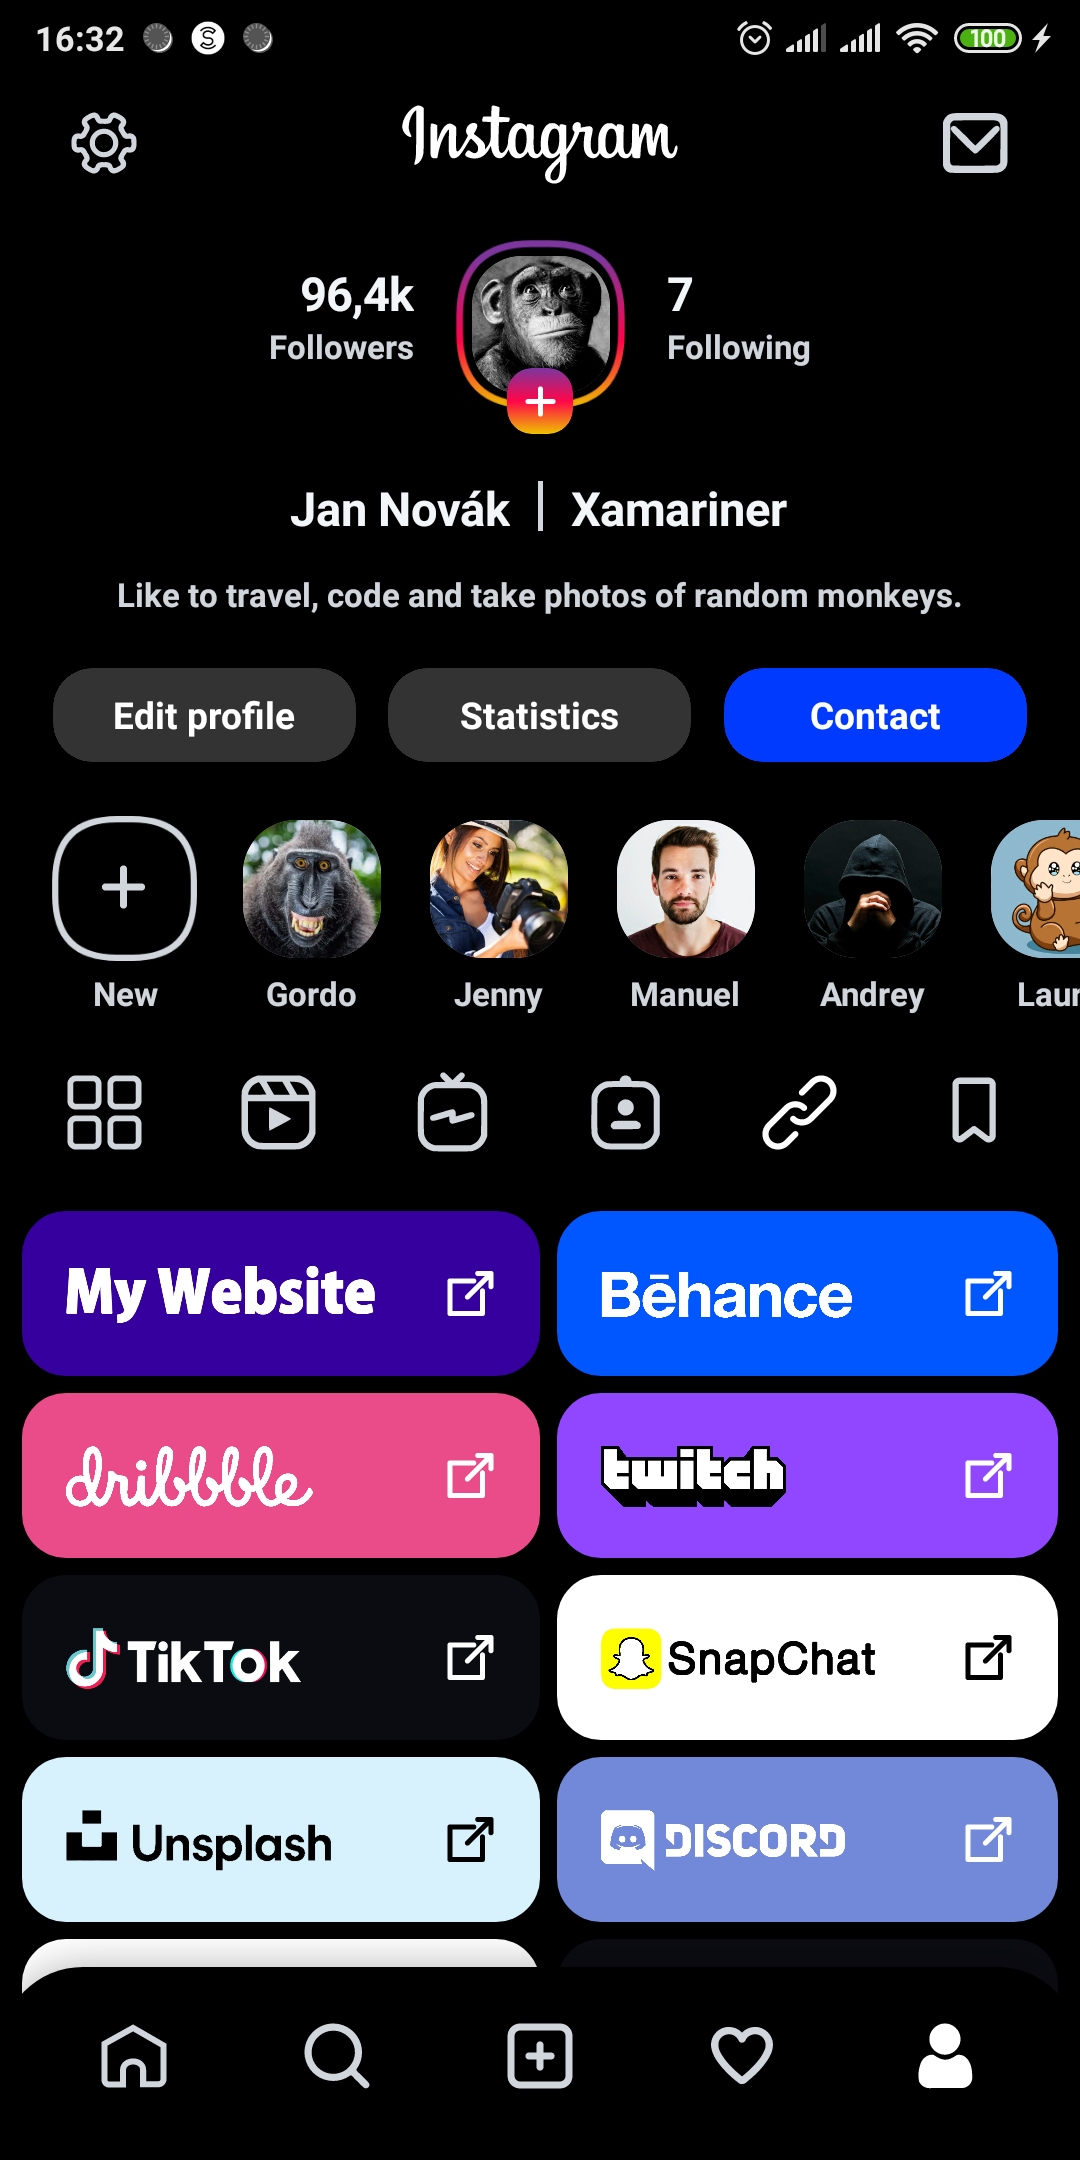 16:32
100
Instagram
96,4k
Followers
7
Following
Jan Novák | Xamariner
Like to travel, code and take photos of random monkeys.
Edit profile
Statistics
Contact
New
Gordo
Jenny
Manuel
Andrey
Laur
My Website
Bēhance
dribbble
twitch
TikTok
SnapChat
Unsplash
DISCORD